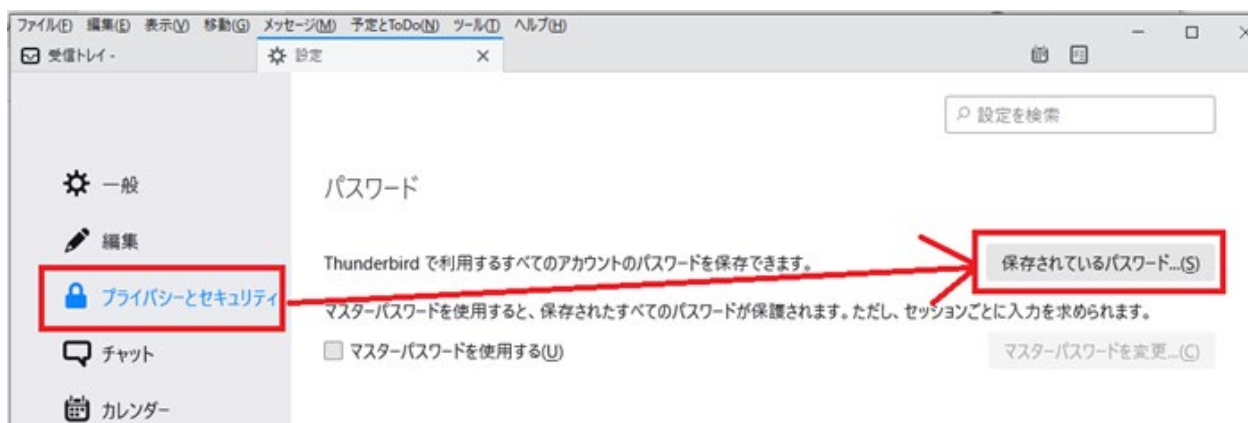 ファイル(F) 編集(E) 表示(V) 移動(G) メッセージ(M) 予定とToDo(N) ツール(T) ヘルプ(H)
受信トレイ - 設定
設定を検索
一般
パスワード
編集
Thunderbird で利用するすべてのアカウントのパスワードを保存できます。 保存されているパスワード...(S)
プライバシーとセキュリティ
マスターパスワードを使用すると、保存されたすべてのパスワードが保護されます。ただし、セッションごとに入力を求められます。
チャット
マスターパスワードを使用する(U) マスターパスワードを変更...(C)
カレンダー